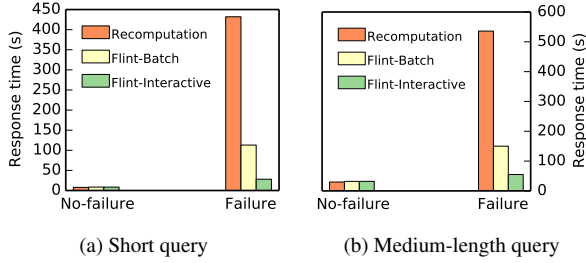 450
400
350
300
250
200
150
100
50
0
Response time (s)
Recomputation
Flint-Batch
Flint-Interactive
No-failure
Failure
(a) Short query
600
500
400
300
200
100
0
Response time (s)
Recomputation
Flint-Batch
Flint-Interactive
No-failure
Failure
(b) Medium-length query